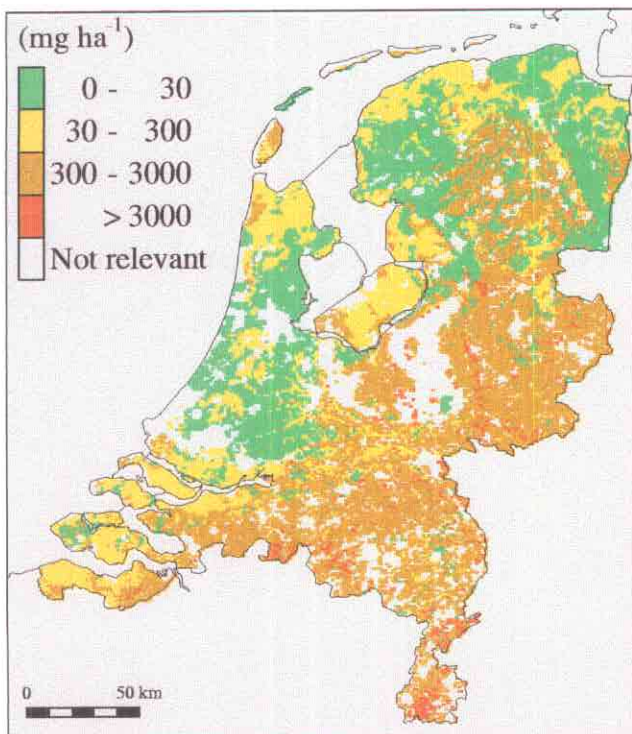 (mg ha⁻¹)
0 - 30
30 - 300
300 - 3000
> 3000
Not relevant
0 50 km